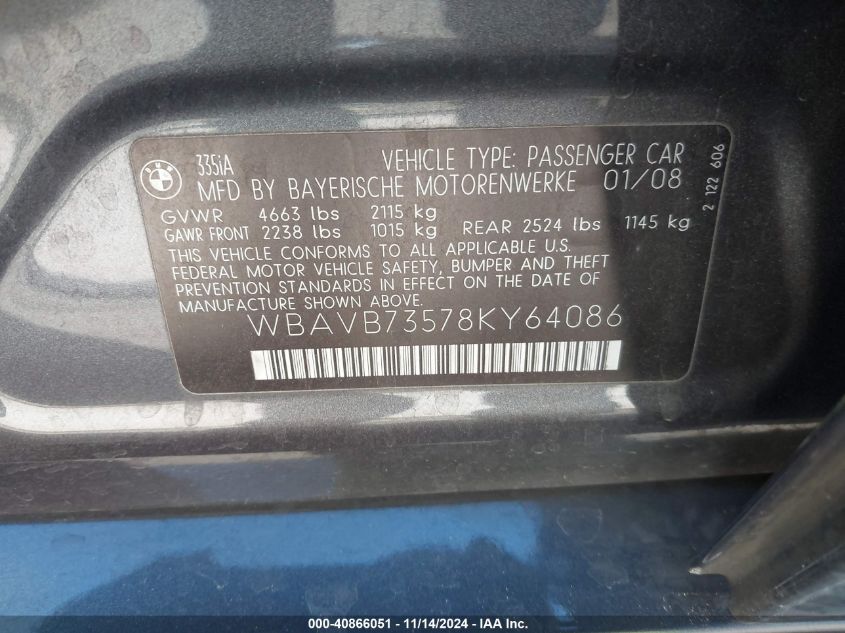 BMW
335iA VEHICLE TYPE: PASSENGER CAR
MFD BY BAYERISCHE MOTORENWERKE 01/08
GVWR 4663 lbs 2115 kg
GAWR FRONT 2238 lbs 1015 kg REAR 2524 lbs 1145 kg
THIS VEHICLE CONFORMS TO ALL APPLICABLE U.S.
FEDERAL MOTOR VEHICLE SAFETY, BUMPER AND THEFT
PREVENTION STANDARDS IN EFFECT ON THE DATE OF
MANUFACTURE SHOWN ABOVE.
WBAVB73578KY64086
2 122 606
000-40866051 - 11/14/2024 - IAA Inc.